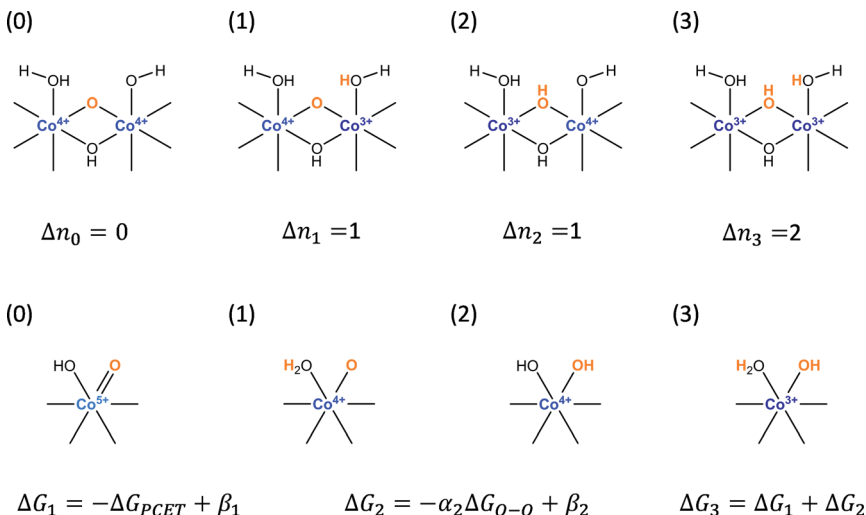 (0) (1) (2) (3)
H OH O H H OH HO H H OH O H H OH HO H
H H
O O O O
Co⁴⁺ Co⁴⁺ Co⁴⁺ Co³⁺ Co³⁺ Co⁴⁺ Co³⁺ Co³⁺
O O O O
H H H H
Δn₀ = 0 Δn₁ =1 Δn₂ =1 Δn₃ =2
(0) (1) (2) (3)
HO O H₂O O HO OH H₂O OH
Co⁵⁺ Co⁴⁺ Co⁴⁺ Co³⁺
ΔG₁ = −ΔG_PCET + β₁ ΔG₂ = −α₂ΔG_O−O + β₂ ΔG₃ = ΔG₁ + ΔG₂